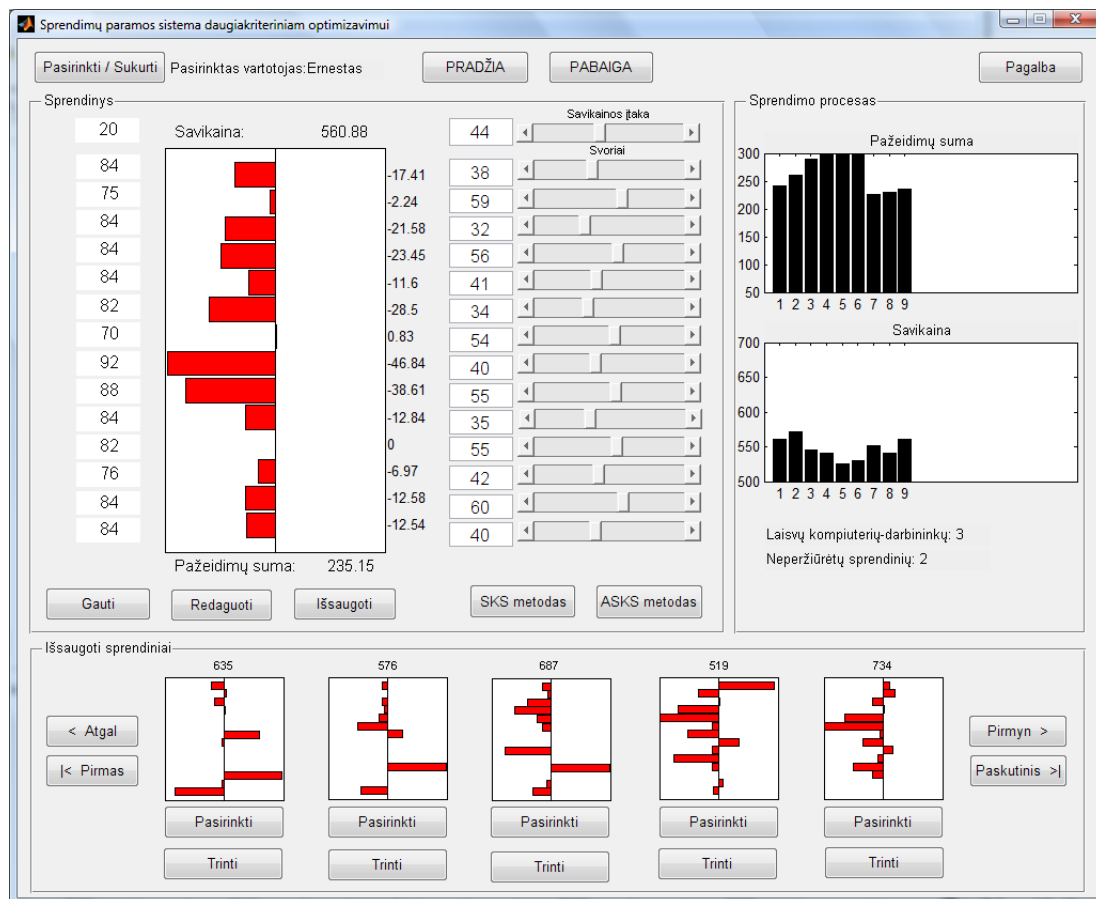 Sprendimų paramos sistema daugiakriteriniam optimizavimui
Pasirinkti / Sukurti Pasirinktas vartotojas:Ernestas PRADŽIA PABAIGA Pagalba
Sprendinys
20 Savikaina: 560.88 44 Savikainos įtaka
Svoriai
84 -17.41 38
75 -2.24 59
84 -21.58 32
84 -23.45 56
84 -11.6 41
82 -28.5 34
70 0.83 54
92 -46.84 40
88 -38.61 55
84 -12.84 35
82 0 55
76 -6.97 42
84 -12.58 60
84 -12.54 40
Pažeidimų suma: 235.15
Gauti Redaguoti Išsaugoti SKS metodas ASKS metodas
Sprendimo procesas
Pažeidimų suma
300
250
200
150
100
50
1 2 3 4 5 6 7 8 9
Savikaina
700
650
600
550
500
1 2 3 4 5 6 7 8 9
Laisvų kompiuterių-darbininkų: 3
Neperžiūrėtų sprendinių: 2
Išsaugoti sprendiniai
635 576 687 519 734
< Atgal Pirmyn >
|< Pirmas Paskutinis >|
Pasirinkti Pasirinkti Pasirinkti Pasirinkti Pasirinkti
Trinti Trinti Trinti Trinti Trinti